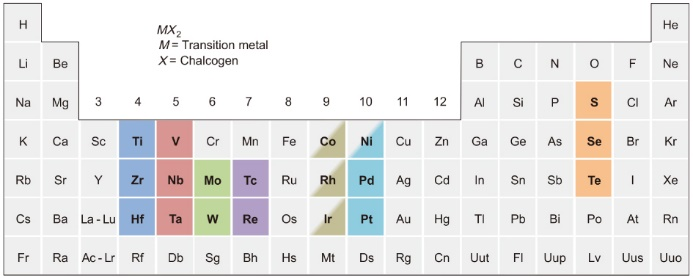 H He
MX2
M = Transition metal
X = Chalcogen
Li Be B C N O F Ne
Na Mg 3 4 5 6 7 8 9 10 11 12 Al Si P S Cl Ar
K Ca Sc Ti V Cr Mn Fe Co Ni Cu Zn Ga Ge As Se Br Kr
Rb Sr Y Zr Nb Mo Tc Ru Rh Pd Ag Cd In Sn Sb Te I Xe
Cs Ba La - Lu Hf Ta W Re Os Ir Pt Au Hg Tl Pb Bi Po At Rn
Fr Ra Ac - Lr Rf Db Sg Bh Hs Mt Ds Rg Cn Uut Fl Uup Lv Uus Uuo